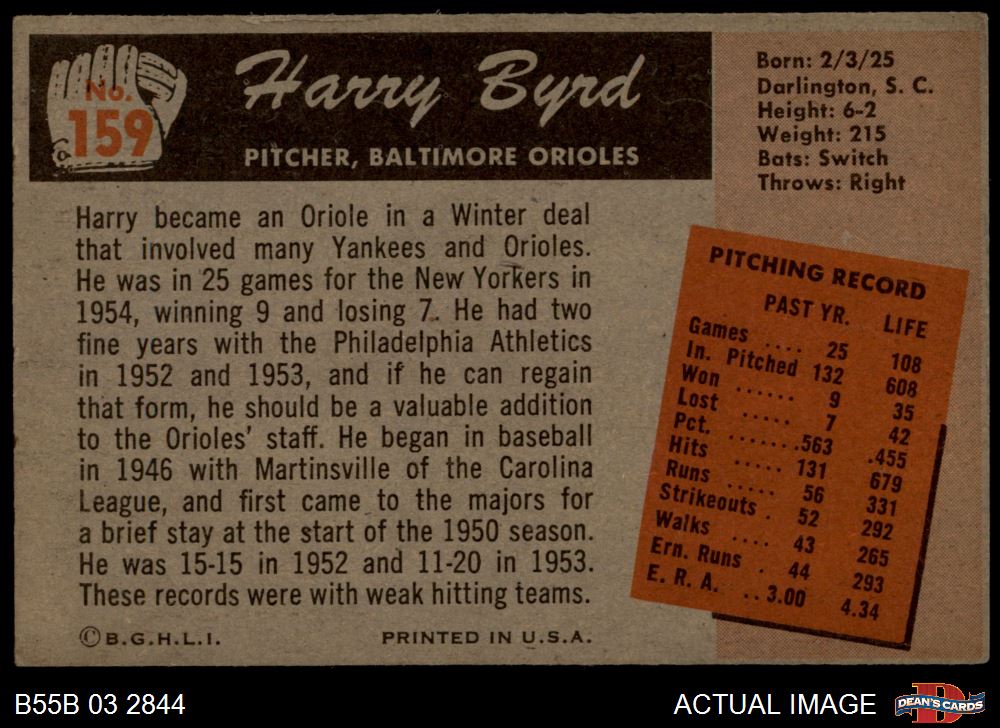 No.
159
Harry Byrd
PITCHER, BALTIMORE ORIOLES
Born: 2/3/25
Darlington, S. C.
Height: 6-2
Weight: 215
Bats: Switch
Throws: Right
Harry became an Oriole in a Winter deal
that involved many Yankees and Orioles.
He was in 25 games for the New Yorkers in
1954, winning 9 and losing 7. He had two
fine years with the Philadelphia Athletics
in 1952 and 1953, and if he can regain
that form, he should be a valuable addition
to the Orioles' staff. He began in baseball
in 1946 with Martinsville of the Carolina
League, and first came to the majors for
a brief stay at the start of the 1950 season.
He was 15-15 in 1952 and 11-20 in 1953.
These records were with weak hitting teams.
©B.G.H.L.I. PRINTED IN U.S.A.
PITCHING RECORD
PAST YR. LIFE
Games .... 25 108
In. Pitched 132 608
Won ...... 9 35
Lost ..... 7 42
Pct. ....... .563 .455
Hits ..... 131 679
Runs ..... 56 331
Strikeouts . 52 292
Walks .... 43 265
Ern. Runs . 44 293
E. R. A. .. 3.00 4.34
B55B 03 2844
ACTUAL IMAGE
DEAN'S CARDS